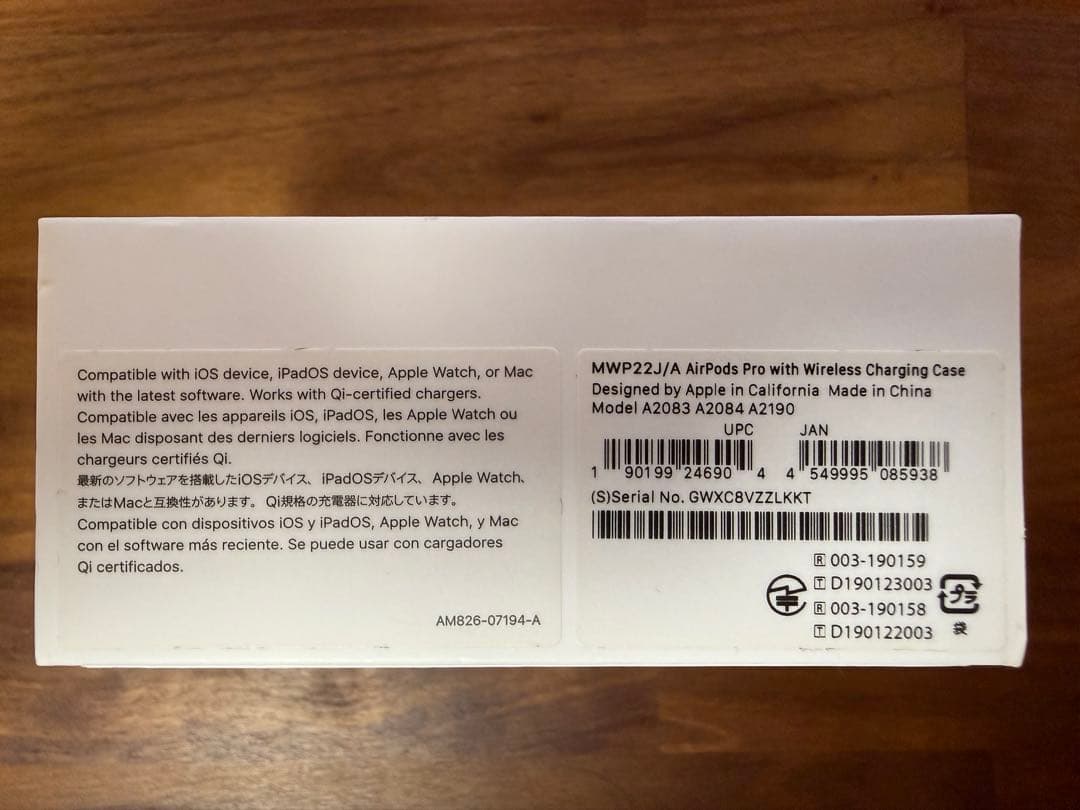 Compatible with iOS device, iPadOS device, Apple Watch, or Mac
with the latest software. Works with Qi-certified chargers.
Compatible avec les appareils iOS, iPadOS, les Apple Watch ou
les Mac disposant des derniers logiciels. Fonctionne avec les
chargeurs certifiés Qi.
最新のソフトウェアを搭載したiOSデバイス、iPadOSデバイス、Apple Watch、
またはMacと互換性があります。Qi規格の充電器に対応しています。
Compatible con dispositivos iOS y iPadOS, Apple Watch, y Mac
con el software más reciente. Se puede usar con cargadores
Qi certificados.
AM826-07194-A
MWP22J/A AirPods Pro with Wireless Charging Case
Designed by Apple in California Made in China
Model A2083 A2084 A2190
UPC JAN
1 90199 24690 4 4 549995 085938
(S)Serial No. GWXC8VZZLKKT
R 003-190159
T D190123003
R 003-190158
T D190122003
プラ
袋